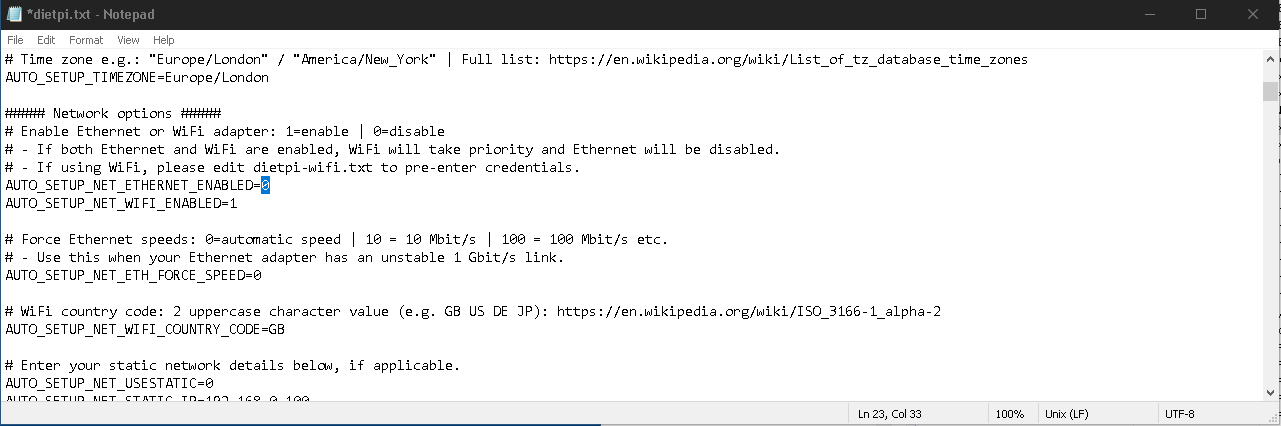 *dietpi.txt - Notepad
File Edit Format View Help
# Time zone e.g.: "Europe/London" / "America/New_York" | Full list: https://en.wikipedia.org/wiki/List_of_tz_database_time_zones
AUTO_SETUP_TIMEZONE=Europe/London
##### Network options #####
# Enable Ethernet or WiFi adapter: 1=enable | 0=disable
# - If both Ethernet and WiFi are enabled, WiFi will take priority and Ethernet will be disabled.
# - If using WiFi, please edit dietpi-wifi.txt to pre-enter credentials.
AUTO_SETUP_NET_ETHERNET_ENABLED=0
AUTO_SETUP_NET_WIFI_ENABLED=1
# Force Ethernet speeds: 0=automatic speed | 10 = 10 Mbit/s | 100 = 100 Mbit/s etc.
# - Use this when your Ethernet adapter has an unstable 1 Gbit/s link.
AUTO_SETUP_NET_ETH_FORCE_SPEED=0
# WiFi country code: 2 uppercase character value (e.g. GB US DE JP): https://en.wikipedia.org/wiki/ISO_3166-1_alpha-2
AUTO_SETUP_NET_WIFI_COUNTRY_CODE=GB
# Enter your static network details below, if applicable.
AUTO_SETUP_NET_USESTATIC=0
AUTO_SETUP_NET_STATIC_IP=192.168.0.100
Ln 23, Col 33 100% Unix (LF) UTF-8